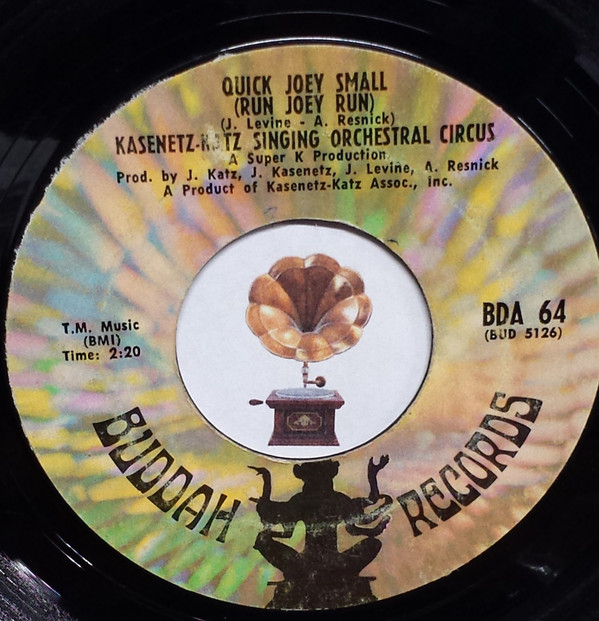 QUICK JOEY SMALL
(RUN JOEY RUN)
(J. Levine - A. Resnick)
KASENETZ-KATZ SINGING ORCHESTRAL CIRCUS
A Super K Production
Prod. by J. Katz, J. Kasenetz, J. Levine, A. Resnick
A Product of Kasenetz-Katz Assoc., Inc.
T.M. Music
(BMI)
Time: 2:20
BDA 64
(BUD 5126)
BUDDAH RECORDS